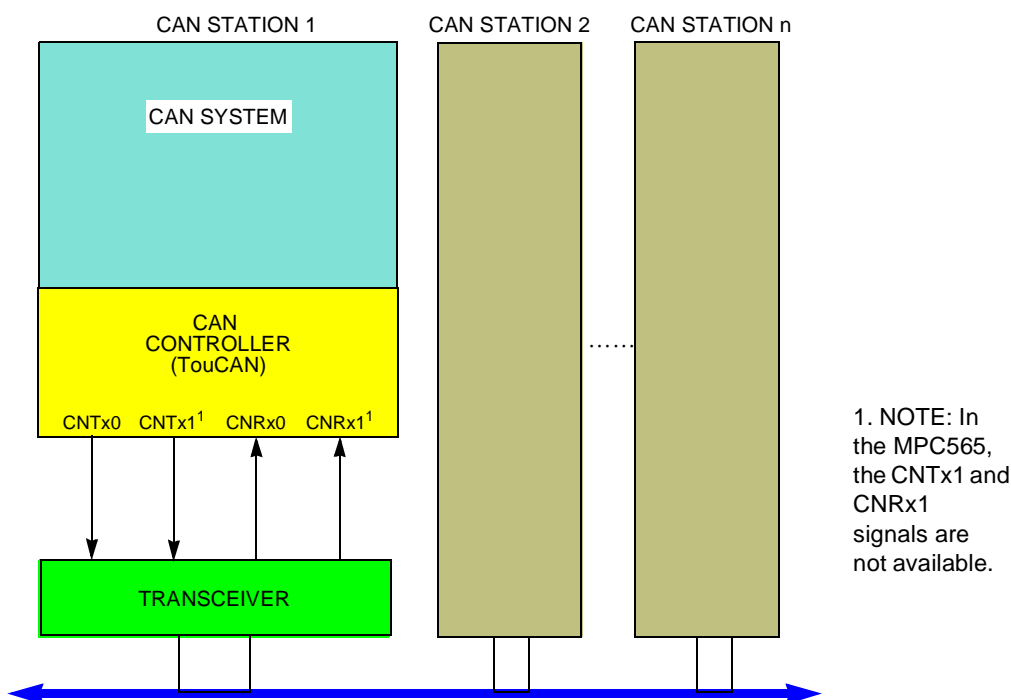 CAN STATION 1
CAN STATION 2
CAN STATION n
CAN SYSTEM
CAN
CONTROLLER
(TouCAN)
......
CNTx0
CNTx1¹
CNRx0
CNRx1¹
TRANSCEIVER
1. NOTE: In
the MPC565,
the CNTx1 and
CNRx1
signals are
not available.